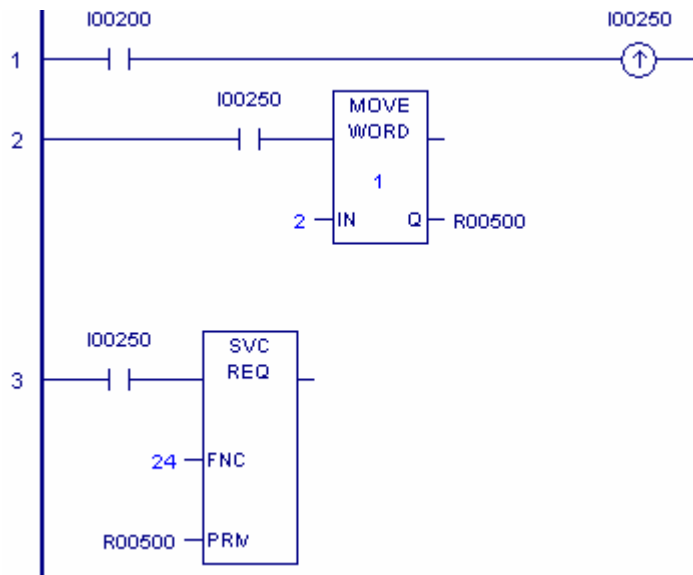 I00200 I00250
1
I00250
MOVE
WORD
2
1
2 IN Q R00500
I00250
SVC
REQ
3
24 FNC
R00500 PRM